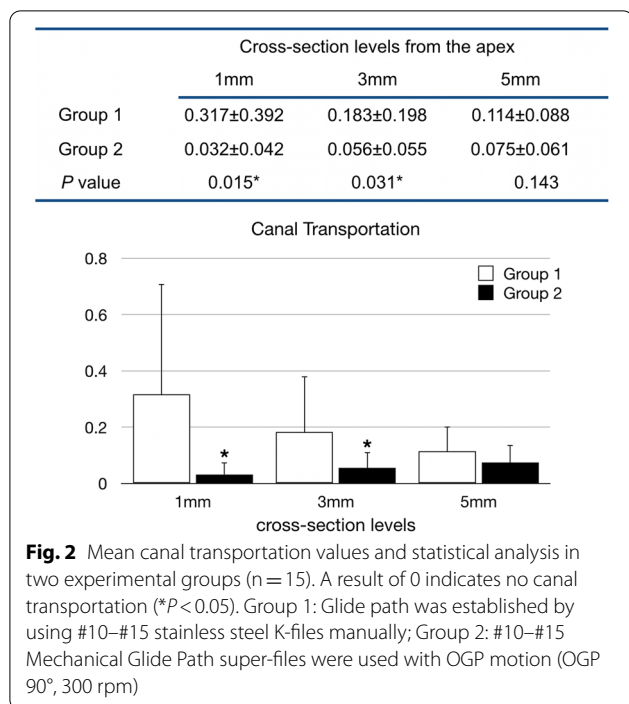 Cross-section levels from the apex
1mm 3mm 5mm
Group 1 0.317±0.392 0.183±0.198 0.114±0.088
Group 2 0.032±0.042 0.056±0.055 0.075±0.061
P value 0.015* 0.031* 0.143
Canal Transportation
0.8
Group 1
Group 2
0.6
0.4
0.2
* *
0
1mm 3mm 5mm
cross-section levels
Fig. 2 Mean canal transportation values and statistical analysis in
two experimental groups (n = 15). A result of 0 indicates no canal
transportation (*P < 0.05). Group 1: Glide path was established by
using #10–#15 stainless steel K-files manually; Group 2: #10–#15
Mechanical Glide Path super-files were used with OGP motion (OGP
90°, 300 rpm)